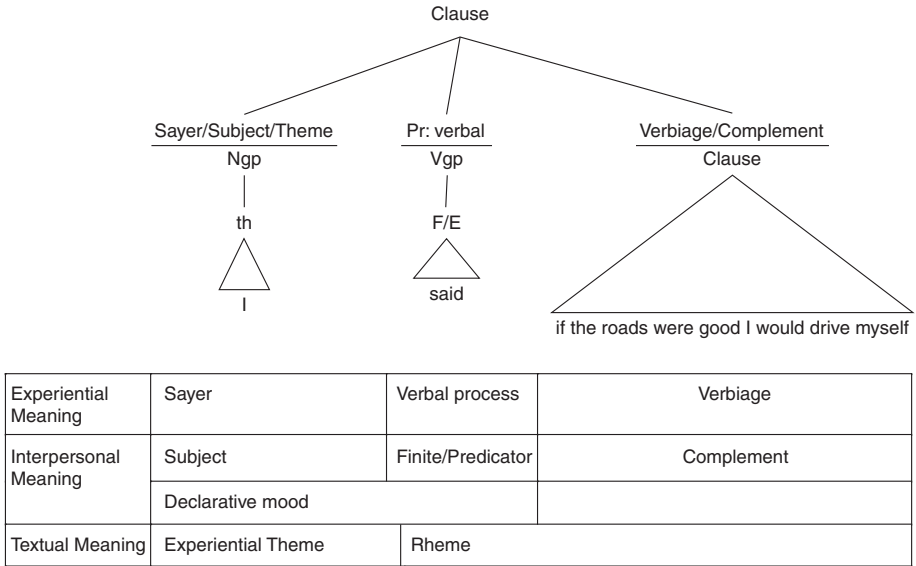 Clause
Sayer/Subject/Theme Pr: verbal Verbiage/Complement
Ngp Vgp Clause
th F/E
I said
if the roads were good I would drive myself
Experiential Meaning Sayer Verbal process Verbiage
Interpersonal Meaning Subject Finite/Predicator Complement
Declarative mood
Textual Meaning Experiential Theme Rheme